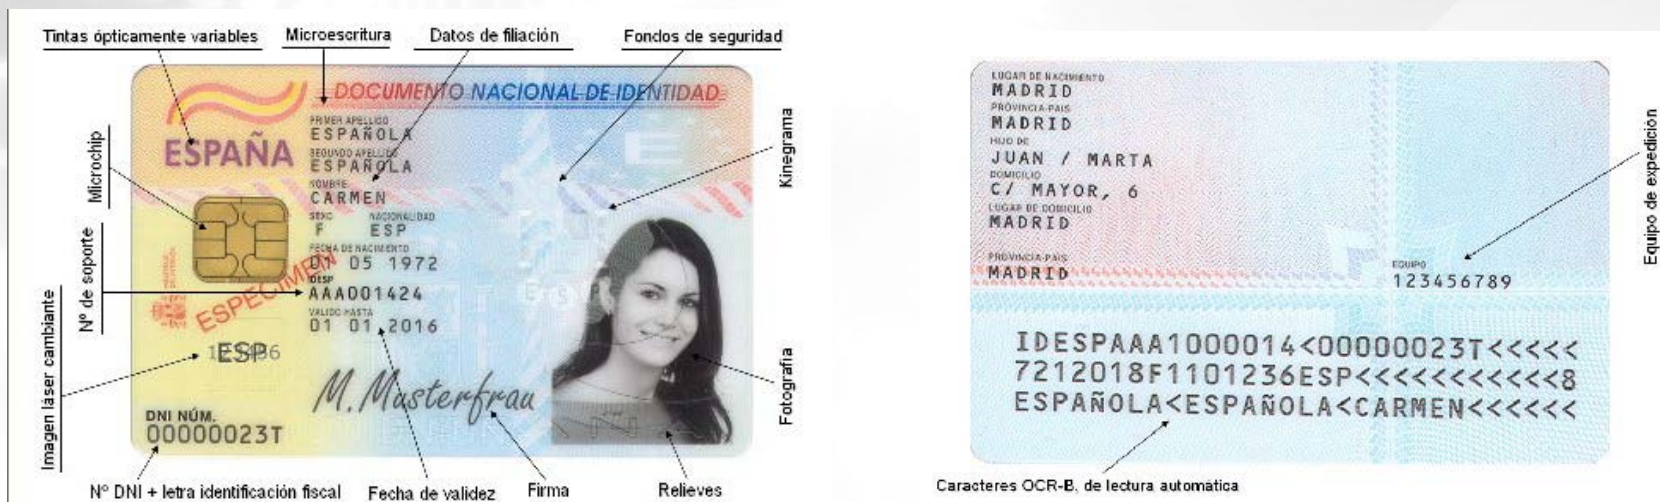 Tintas ópticamente variables
Microescritura
Datos de filiación
Fondos de seguridad
Microchip
Nº de soporte
Imagen láser cambiante
Kinegrama
Fotografía
DOCUMENTO NACIONAL DE IDENTIDAD
ESPAÑA
PRIMER APELLIDO
ESPAÑOLA
SEGUNDO APELLIDO
ESPAÑOLA
NOMBRE
CARMEN
SEXO NACIONALIDAD
F ESP
FECHA DE NACIMIENTO
01 05 1972
IDESP
AAA001424
VALIDO HASTA
01 01 2016
ESPECIMEN
ESP
M. Musterfrau
DNI NÚM.
00000023T
Nº DNI + letra identificación fiscal
Fecha de validez
Firma
Relieves
LUGAR DE NACIMIENTO
MADRID
PROVINCIA-PAIS
MADRID
HIJO DE
JUAN / MARTA
DOMICILIO
C/ MAYOR, 6
LUGAR DE DOMICILIO
MADRID
PROVINCIA-PAIS
MADRID
EQUIPO
123456789
Equipo de expedición
IDESPAAA1000014<00000023T<<<<<
7212018F1101236ESP<<<<<<<<<<<8
ESPAÑOLA<ESPAÑOLA<CARMEN<<<<<<
Caracteres OCR-B, de lectura automática